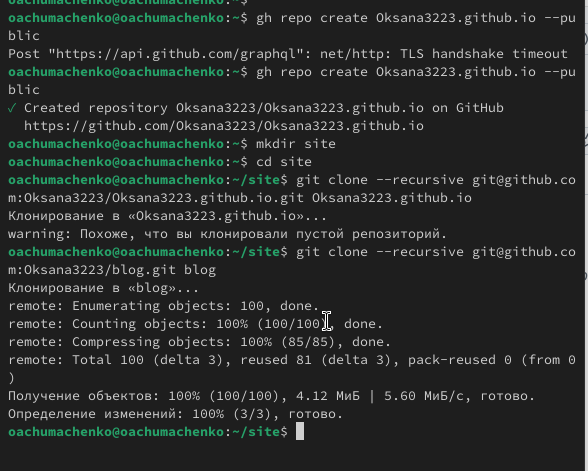 oachumachenko@oachumachenko:~$ gh repo create Oksana3223.github.io --pu
blic
Post "https://api.github.com/graphql": net/http: TLS handshake timeout
oachumachenko@oachumachenko:~$ gh repo create Oksana3223.github.io --pu
blic
✓ Created repository Oksana3223/Oksana3223.github.io on GitHub
  https://github.com/Oksana3223/Oksana3223.github.io
oachumachenko@oachumachenko:~$ mkdir site
oachumachenko@oachumachenko:~$ cd site
oachumachenko@oachumachenko:~/site$ git clone --recursive git@github.co
m:Oksana3223/Oksana3223.github.io.git Oksana3223.github.io
Клонирование в «Oksana3223.github.io»...
warning: Похоже, что вы клонировали пустой репозиторий.
oachumachenko@oachumachenko:~/site$ git clone --recursive git@github.co
m:Oksana3223/blog.git blog
Клонирование в «blog»...
remote: Enumerating objects: 100, done.
remote: Counting objects: 100% (100/100), done.
remote: Compressing objects: 100% (85/85), done.
remote: Total 100 (delta 3), reused 81 (delta 3), pack-reused 0 (from 0
)
Получение объектов: 100% (100/100), 4.12 МиБ | 5.60 МиБ/с, готово.
Определение изменений: 100% (3/3), готово.
oachumachenko@oachumachenko:~/site$